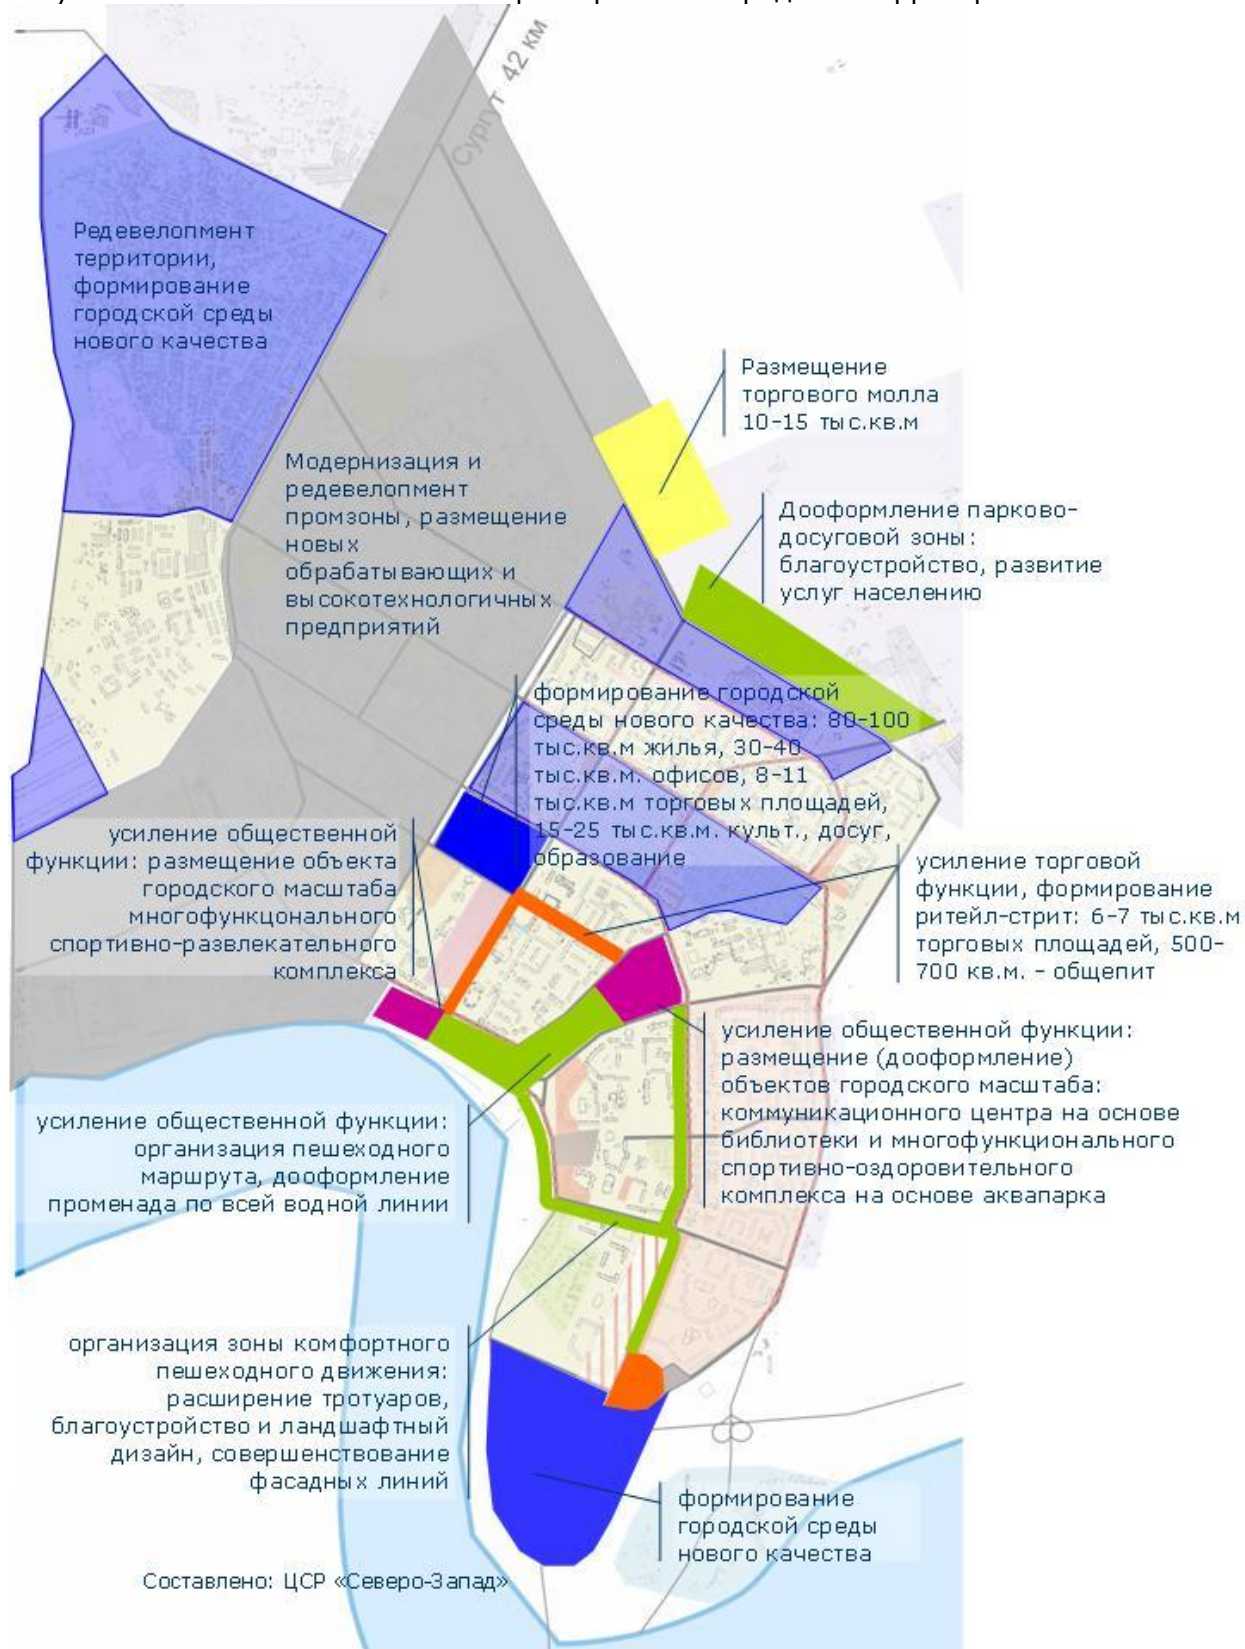 Сургут 42 км
Редевелопмент
территории,
формирование
городской среды
нового качества
Размещение
торгового молла
10-15 тыс.кв.м
Модернизация и
редевелопмент
промзоны, размещение
новых
обрабатывающих и
высокотехнологичных
предприятий
Дооформление парково-
досуговой зоны:
благоустройство, развитие
услуг населению
формирование городской
среды нового качества: 80-100
тыс.кв.м жилья, 30-40
тыс.кв.м. офисов, 8-11
тыс.кв.м торговых площадей,
15-25 тыс.кв.м. культ., досуг,
образование
усиление общественной
функции: размещение объекта
городского масштаба
многофункцонального
спортивно-развлекательного
комплекса
усиление торговой
функции, формирование
ритейл-стрит: 6-7 тыс.кв.м
торговых площадей, 500-
700 кв.м. - общепит
усиление общественной функции:
размещение (дооформление)
объектов городского масштаба:
коммуникационного центра на основе
библиотеки и многофункционального
спортивно-оздоровительного
комплекса на основе аквапарка
усиление общественной функции:
организация пешеходного
маршрута, дооформление
променада по всей водной линии
организация зоны комфортного
пешеходного движения:
расширение тротуаров,
благоустройство и ландшафтный
дизайн, совершенствование
фасадных линий
формирование
городской среды
нового качества
Составлено: ЦСР «Северо-Запад»